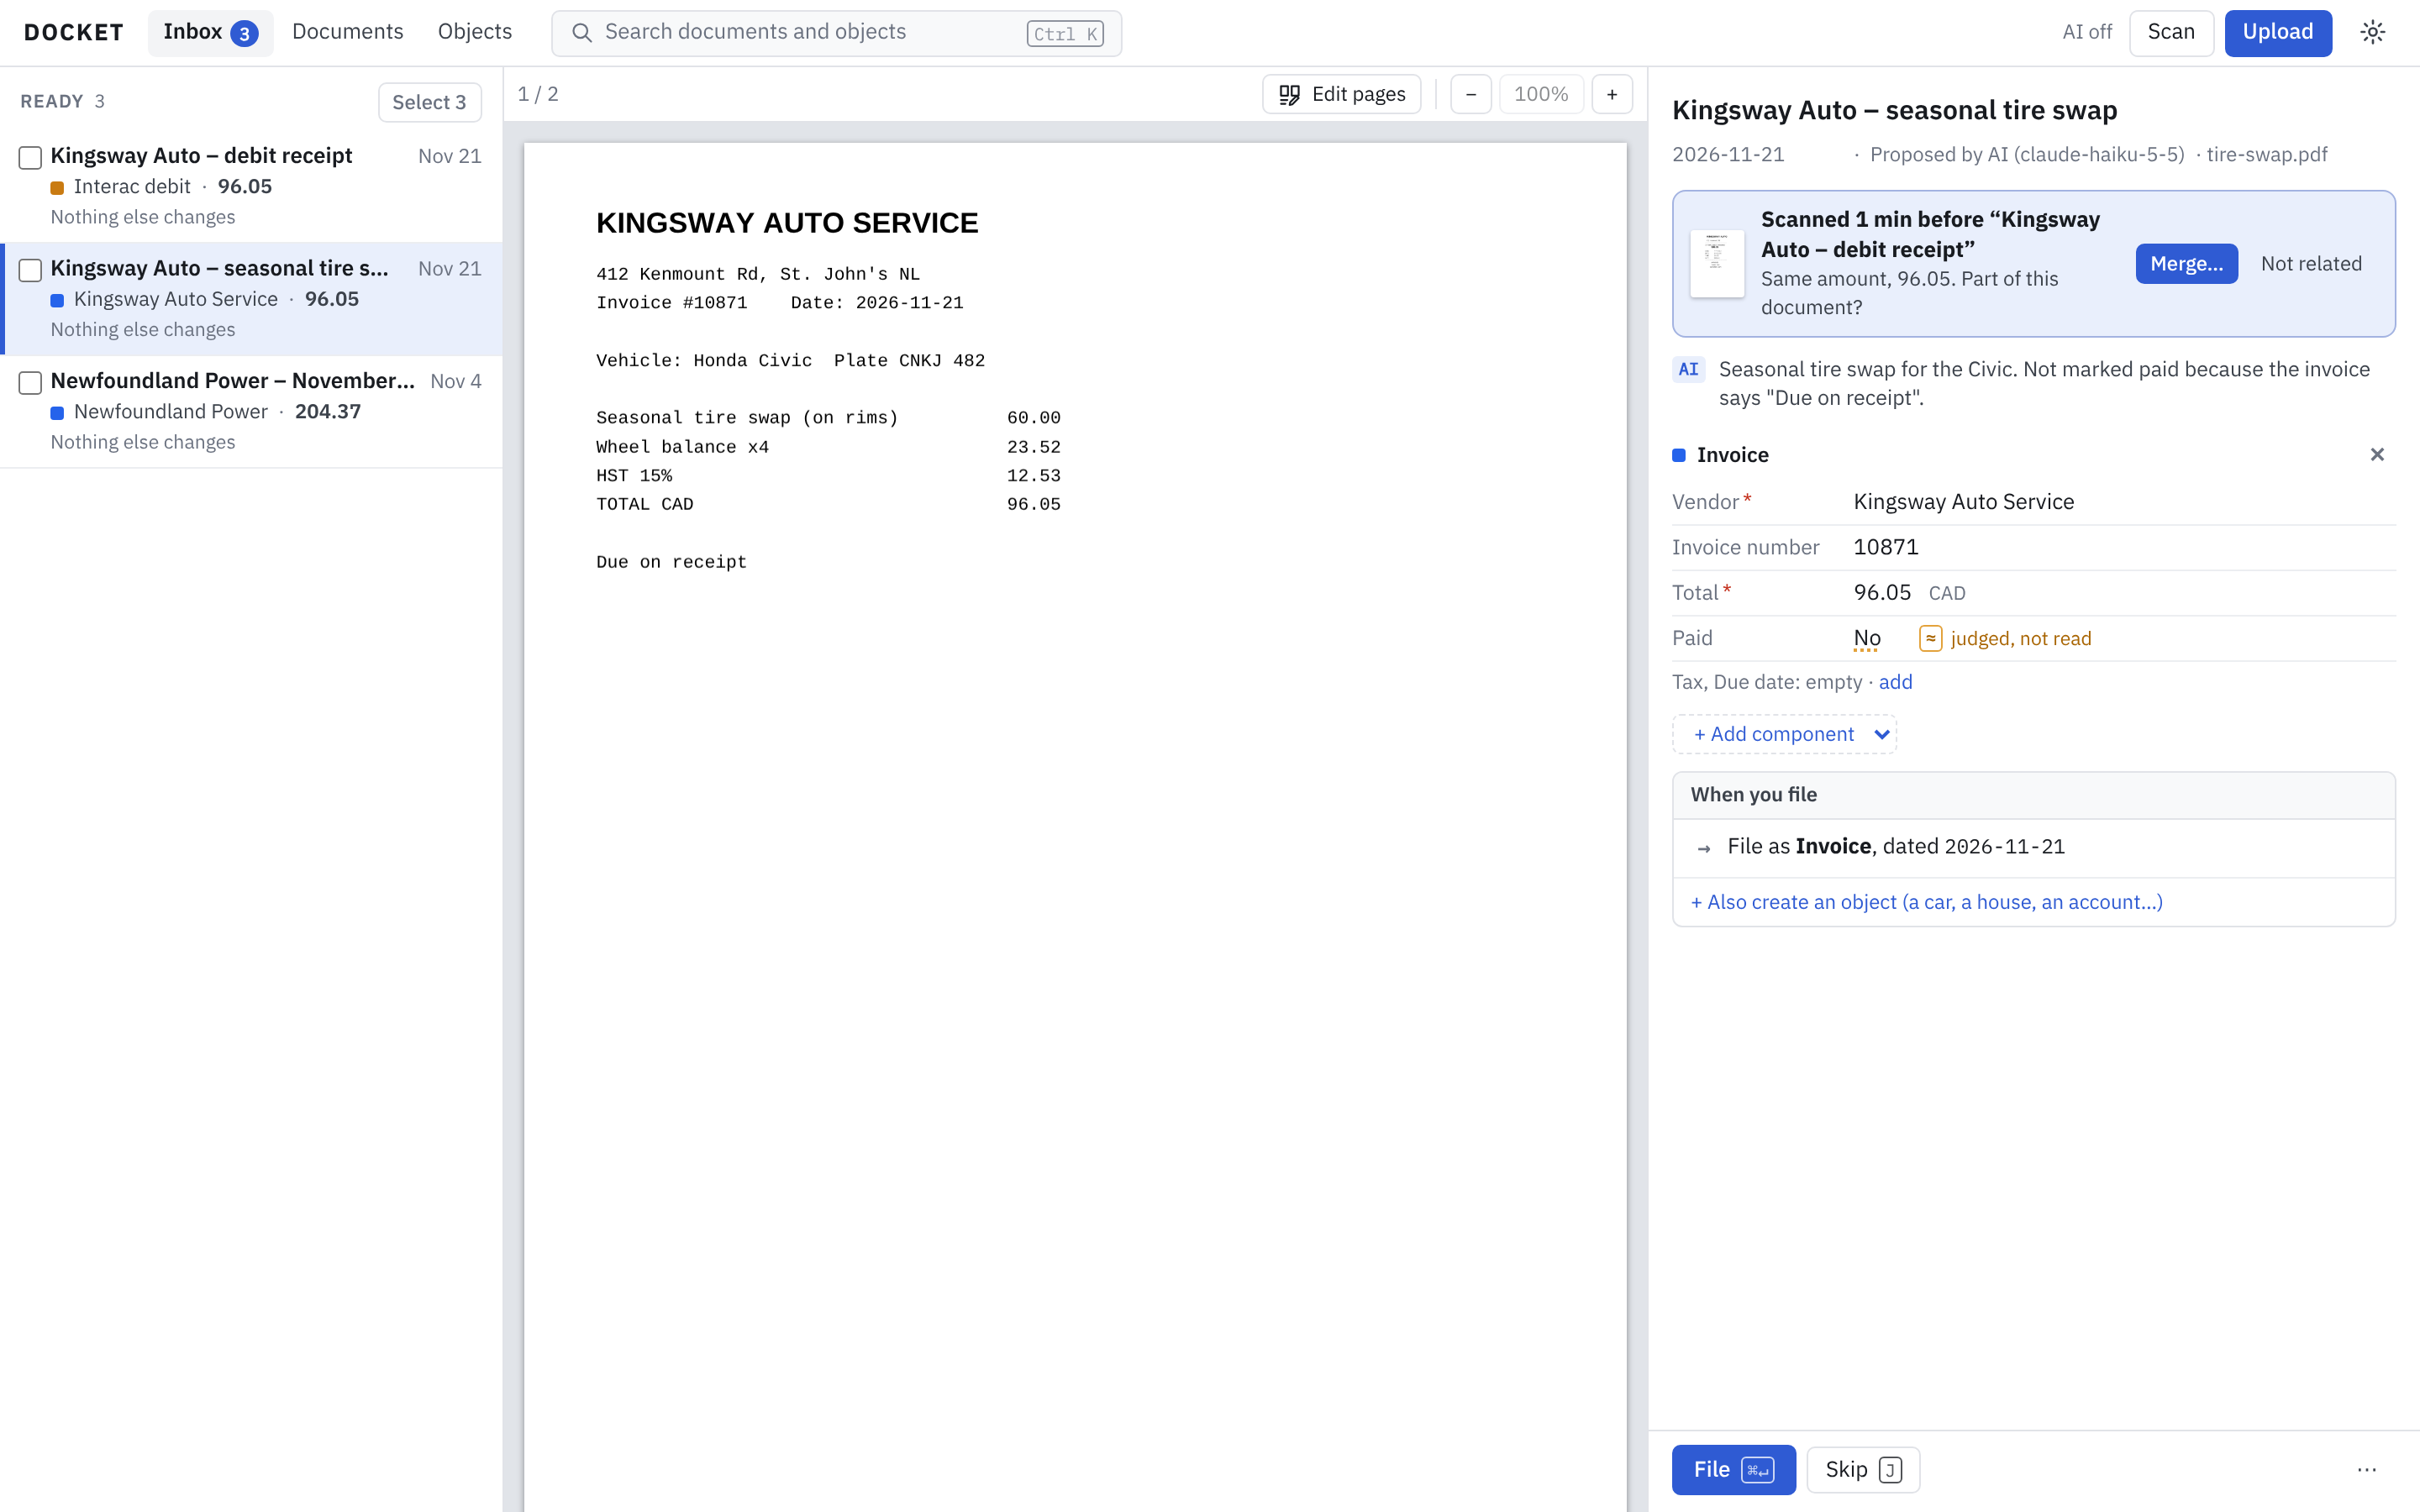 DOCKET
Inbox 3
Documents
Objects
Search documents and objects
Ctrl K
AI off
Scan
Upload
READY 3
Select 3
Kingsway Auto – debit receipt Nov 21
Interac debit · 96.05
Nothing else changes
Kingsway Auto – seasonal tire s... Nov 21
Kingsway Auto Service · 96.05
Nothing else changes
Newfoundland Power – November... Nov 4
Newfoundland Power · 204.37
Nothing else changes
1 / 2
Edit pages
−
100%
+
KINGSWAY AUTO SERVICE
412 Kenmount Rd, St. John's NL
Invoice #10871 Date: 2026-11-21
Vehicle: Honda Civic Plate CNKJ 482
Seasonal tire swap (on rims) 60.00
Wheel balance x4 23.52
HST 15% 12.53
TOTAL CAD 96.05
Due on receipt
Kingsway Auto – seasonal tire swap
2026-11-21 · Proposed by AI (claude-haiku-5-5) · tire-swap.pdf
Scanned 1 min before “Kingsway
Auto – debit receipt”
Same amount, 96.05. Part of this
document?
Merge...
Not related
AI Seasonal tire swap for the Civic. Not marked paid because the invoice
says "Due on receipt".
Invoice ×
Vendor * Kingsway Auto Service
Invoice number 10871
Total * 96.05 CAD
Paid No ≈ judged, not read
Tax, Due date: empty · add
+ Add component
When you file
→ File as Invoice, dated 2026-11-21
+ Also create an object (a car, a house, an account...)
File ⌘↵
Skip J
...